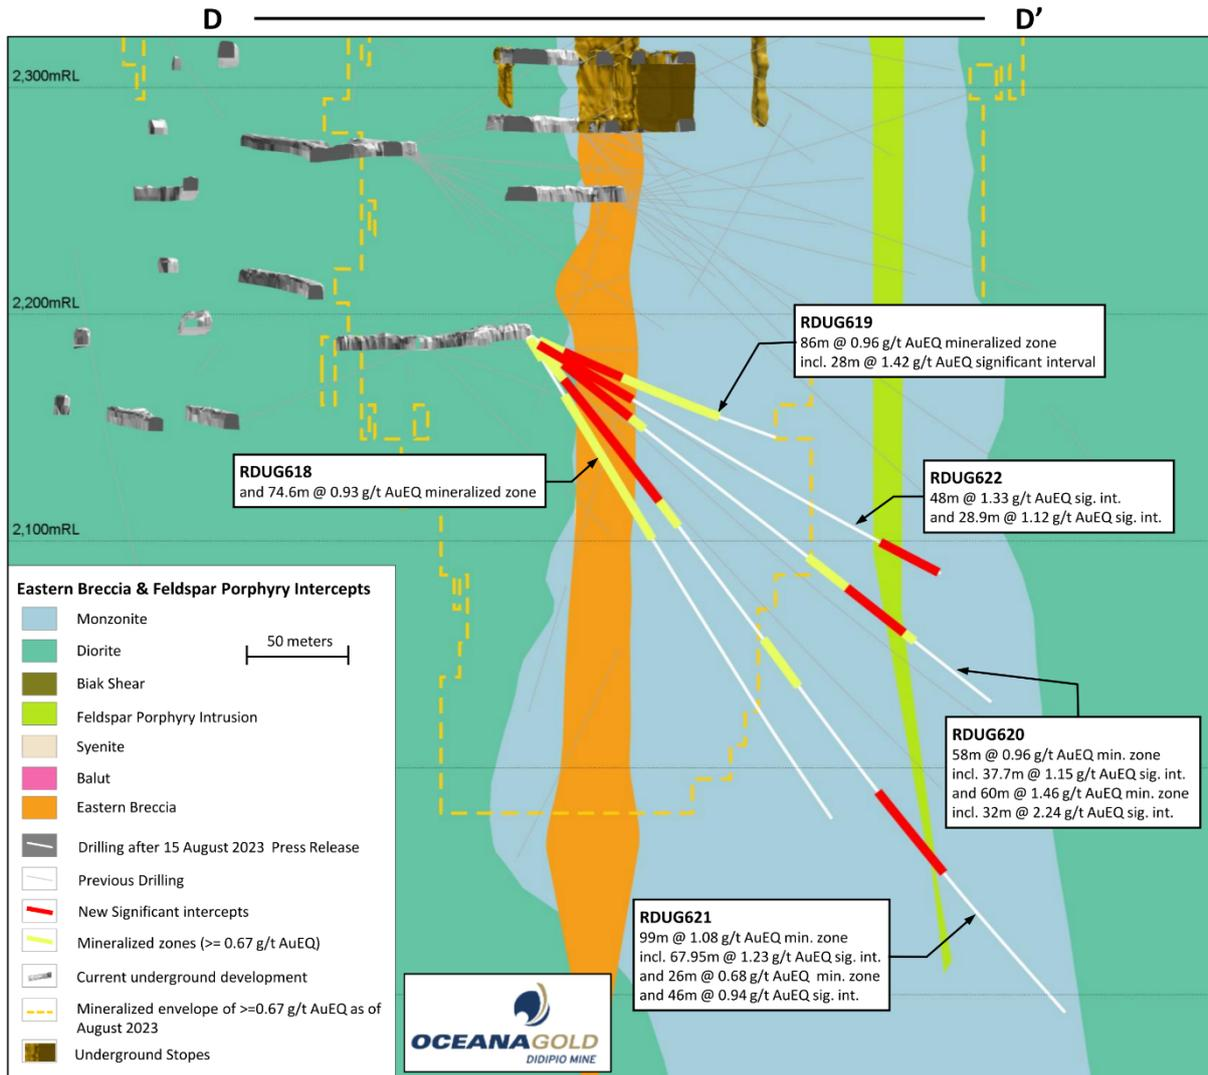 D D’
2,300mRL
2,200mRL
RDUG619
86m @ 0.96 g/t AuEQ mineralized zone
incl. 28m @ 1.42 g/t AuEQ significant interval
RDUG618
and 74.6m @ 0.93 g/t AuEQ mineralized zone
RDUG622
48m @ 1.33 g/t AuEQ sig. int.
and 28.9m @ 1.12 g/t AuEQ sig. int.
2,100mRL
Eastern Breccia & Feldspar Porphyry Intercepts
Monzonite
Diorite
50 meters
Biak Shear
Feldspar Porphyry Intrusion
Syenite
Balut
Eastern Breccia
Drilling after 15 August 2023 Press Release
Previous Drilling
New Significant intercepts
Mineralized zones (>= 0.67 g/t AuEQ)
Current underground development
Mineralized envelope of >=0.67 g/t AuEQ as of
August 2023
Underground Stopes
RDUG620
58m @ 0.96 g/t AuEQ min. zone
incl. 37.7m @ 1.15 g/t AuEQ sig. int.
and 60m @ 1.46 g/t AuEQ min. zone
incl. 32m @ 2.24 g/t AuEQ sig. int.
RDUG621
99m @ 1.08 g/t AuEQ min. zone
incl. 67.95m @ 1.23 g/t AuEQ sig. int.
and 26m @ 0.68 g/t AuEQ min. zone
and 46m @ 0.94 g/t AuEQ sig. int.
OCEANAGOLD
DIDIPIO MINE